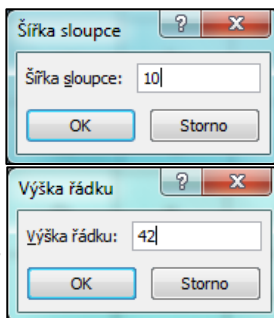 Šířka sloupce
Šířka sloupce: 10
OK Storno
Výška řádku
Výška řádku: 42
OK Storno